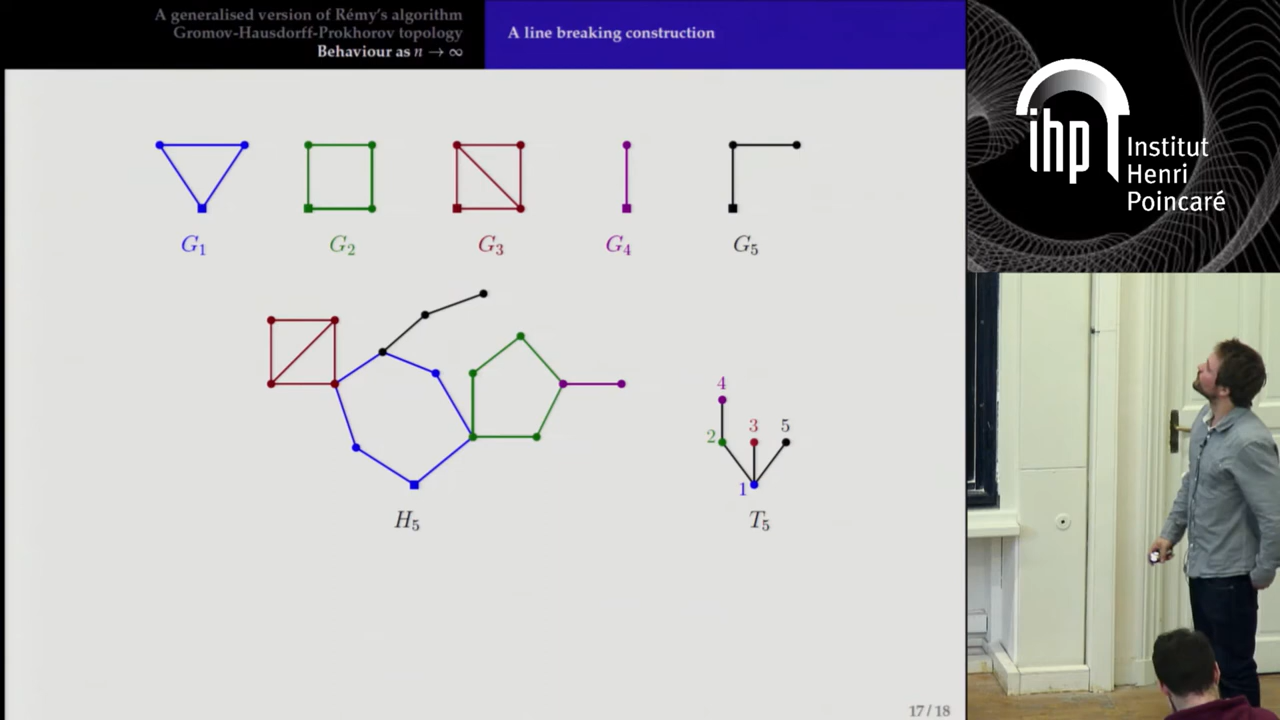 A generalised version of Rémy's algorithm
Gromov-Hausdorff-Prokhorov topology
Behaviour as n → ∞
A line breaking construction
G₁ G₂ G₃ G₄ G₅
4
2 3 5
1
H₅ T₅
17 / 18
ihp
Institut
Henri
Poincaré